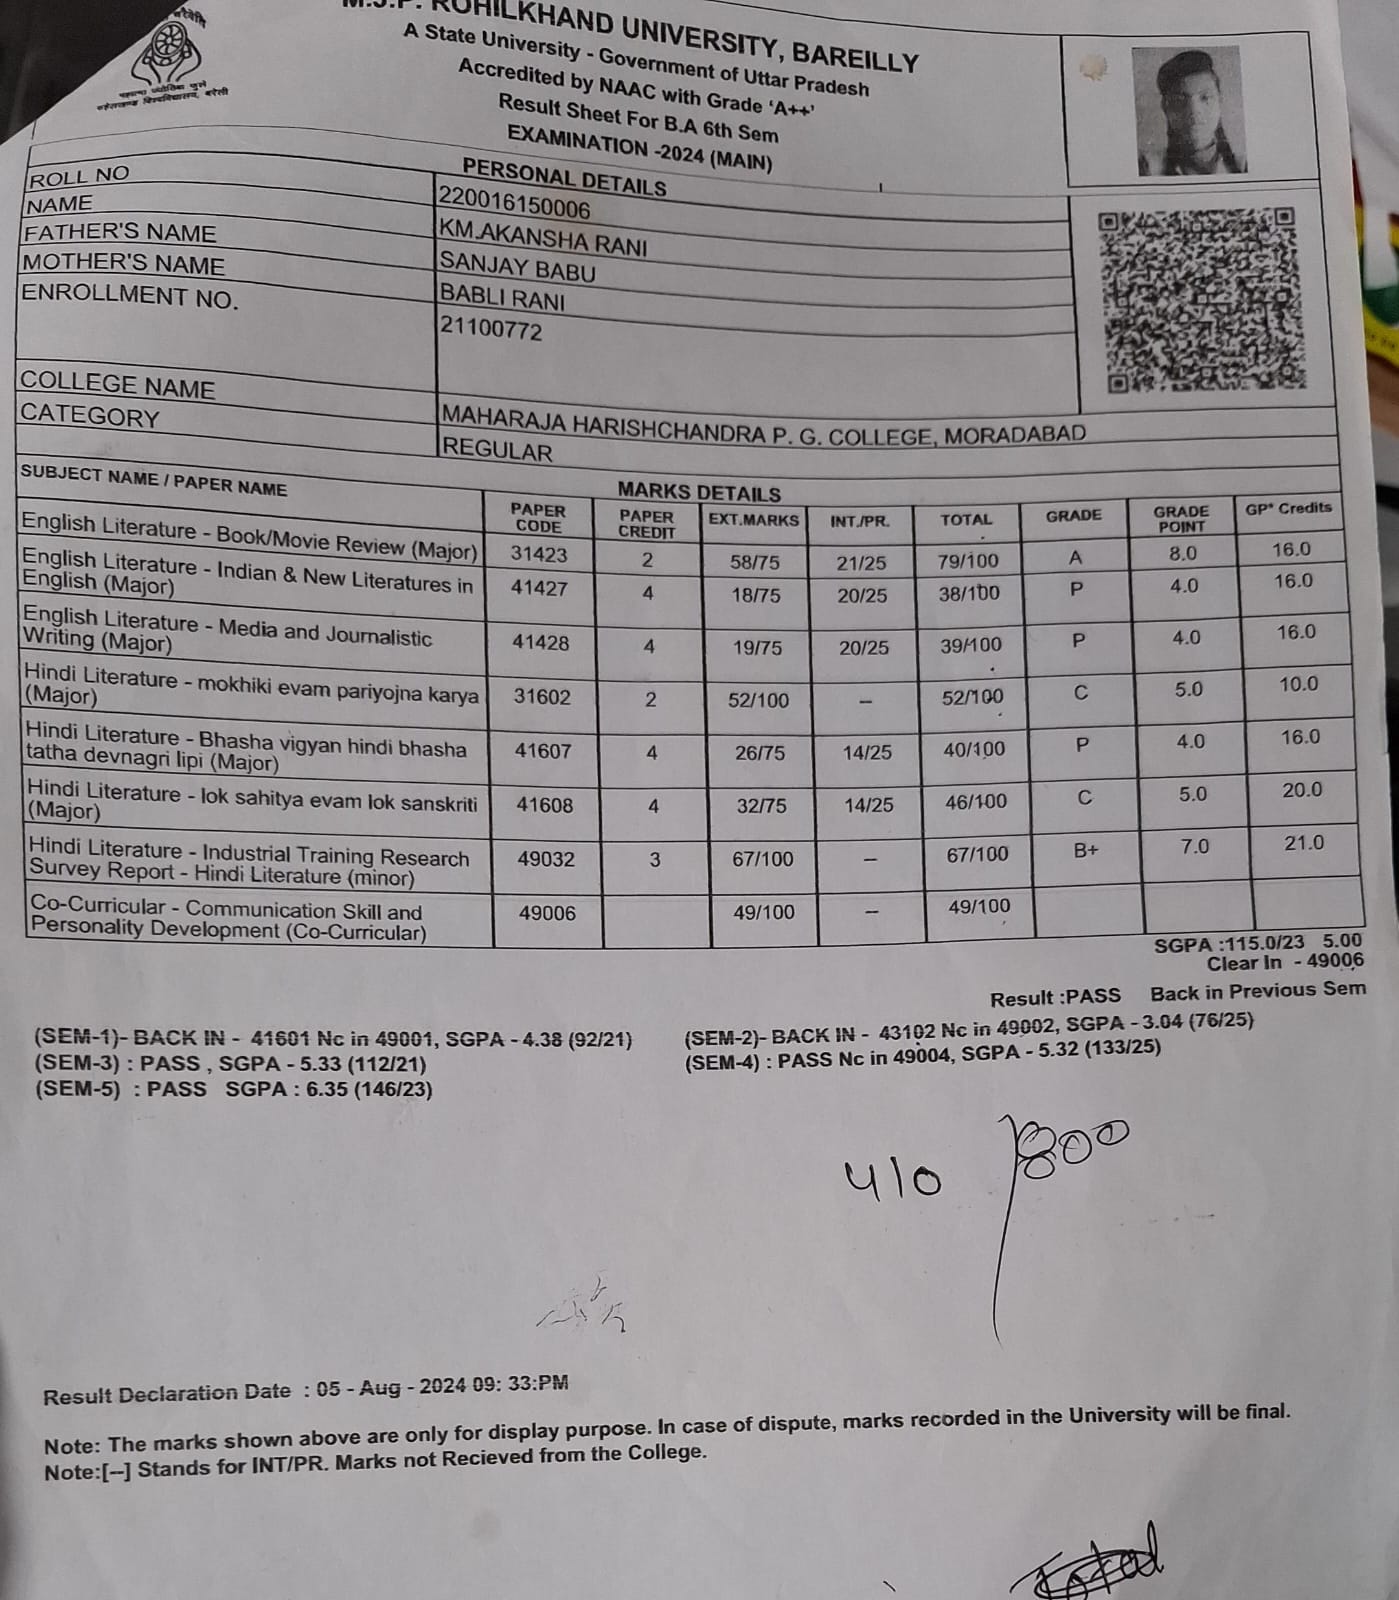 महात्मा ज्योतिबा फुले
रुहेलखण्ड विश्वविद्यालय, बरेली
M.J.P. ROHILKHAND UNIVERSITY, BAREILLY
A State University - Government of Uttar Pradesh
Accredited by NAAC with Grade ‘A++’
Result Sheet For B.A 6th Sem
EXAMINATION -2024 (MAIN)
PERSONAL DETAILS
ROLL NO 220016150006
NAME KM.AKANSHA RANI
FATHER'S NAME SANJAY BABU
MOTHER'S NAME BABLI RANI
ENROLLMENT NO. 21100772
COLLEGE NAME MAHARAJA HARISHCHANDRA P. G. COLLEGE, MORADABAD
CATEGORY REGULAR
MARKS DETAILS
SUBJECT NAME / PAPER NAME PAPER CODE PAPER CREDIT EXT.MARKS INT./PR. TOTAL GRADE GRADE POINT GP* Credits
English Literature - Book/Movie Review (Major) 31423 2 58/75 21/25 79/100 A 8.0 16.0
English Literature - Indian & New Literatures in
English (Major) 41427 4 18/75 20/25 38/100 P 4.0 16.0
English Literature - Media and Journalistic
Writing (Major) 41428 4 19/75 20/25 39/100 P 4.0 16.0
Hindi Literature - mokhiki evam pariyojna karya
(Major) 31602 2 52/100 -- 52/100 C 5.0 10.0
Hindi Literature - Bhasha vigyan hindi bhasha
tatha devnagri lipi (Major) 41607 4 26/75 14/25 40/100 P 4.0 16.0
Hindi Literature - lok sahitya evam lok sanskriti
(Major) 41608 4 32/75 14/25 46/100 C 5.0 20.0
Hindi Literature - Industrial Training Research
Survey Report - Hindi Literature (minor) 49032 3 67/100 -- 67/100 B+ 7.0 21.0
Co-Curricular - Communication Skill and
Personality Development (Co-Curricular) 49006 49/100 -- 49/100
SGPA :115.0/23 5.00
Clear In - 49006
Result :PASS Back in Previous Sem
(SEM-1)- BACK IN - 41601 Nc in 49001, SGPA - 4.38 (92/21) (SEM-2)- BACK IN - 43102 Nc in 49002, SGPA - 3.04 (76/25)
(SEM-3) : PASS , SGPA - 5.33 (112/21) (SEM-4) : PASS Nc in 49004, SGPA - 5.32 (133/25)
(SEM-5) : PASS SGPA : 6.35 (146/23)
410 800
Result Declaration Date : 05 - Aug - 2024 09: 33:PM
Note: The marks shown above are only for display purpose. In case of dispute, marks recorded in the University will be final.
Note:[--] Stands for INT/PR. Marks not Recieved from the College.